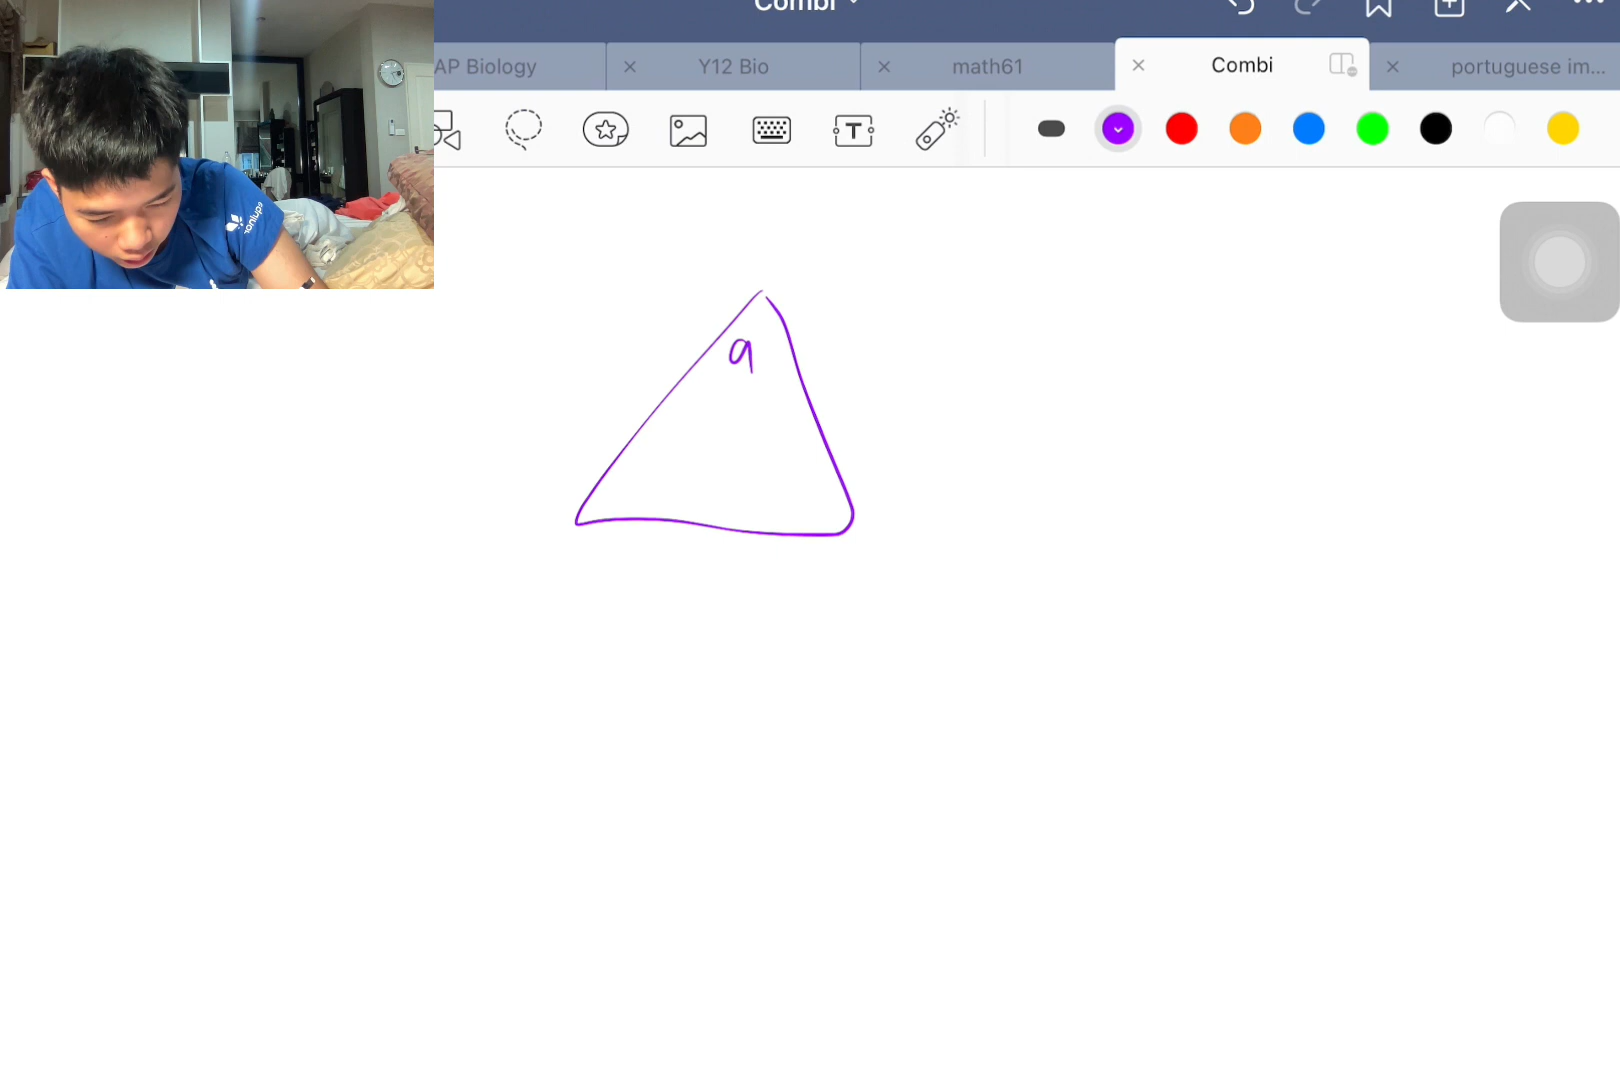 Combi
AP Biology
Y12 Bio
math61
Combi
portuguese im...
T
a